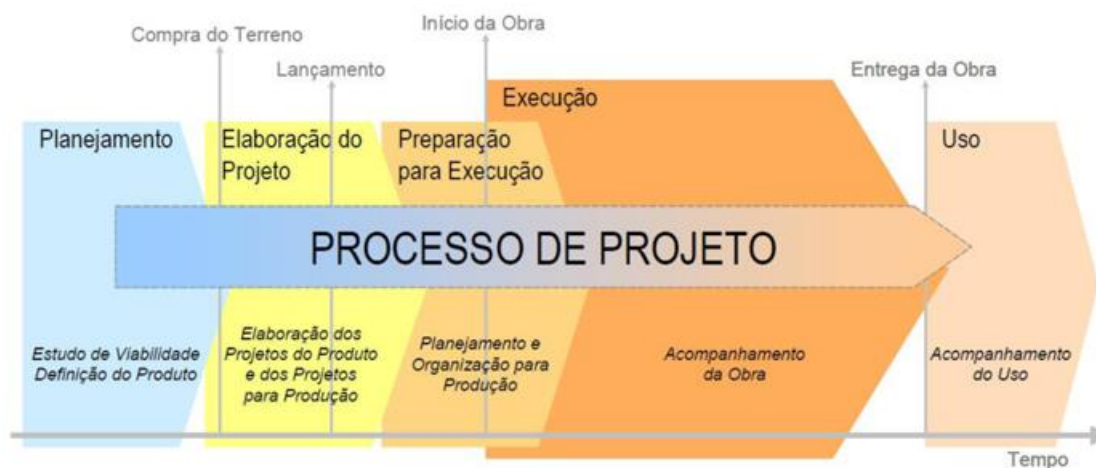 Compra do Terreno
Lançamento
Início da Obra
Entrega da Obra
Planejamento
Elaboração do
Projeto
Preparação
para Execução
Execução
Uso
PROCESSO DE PROJETO
Estudo de Viabilidade
Definição do Produto
Elaboração dos
Projetos do Produto
e dos Projetos
para Produção
Planejamento e
Organização para
Produção
Acompanhamento
da Obra
Acompanhamento
do Uso
Tempo